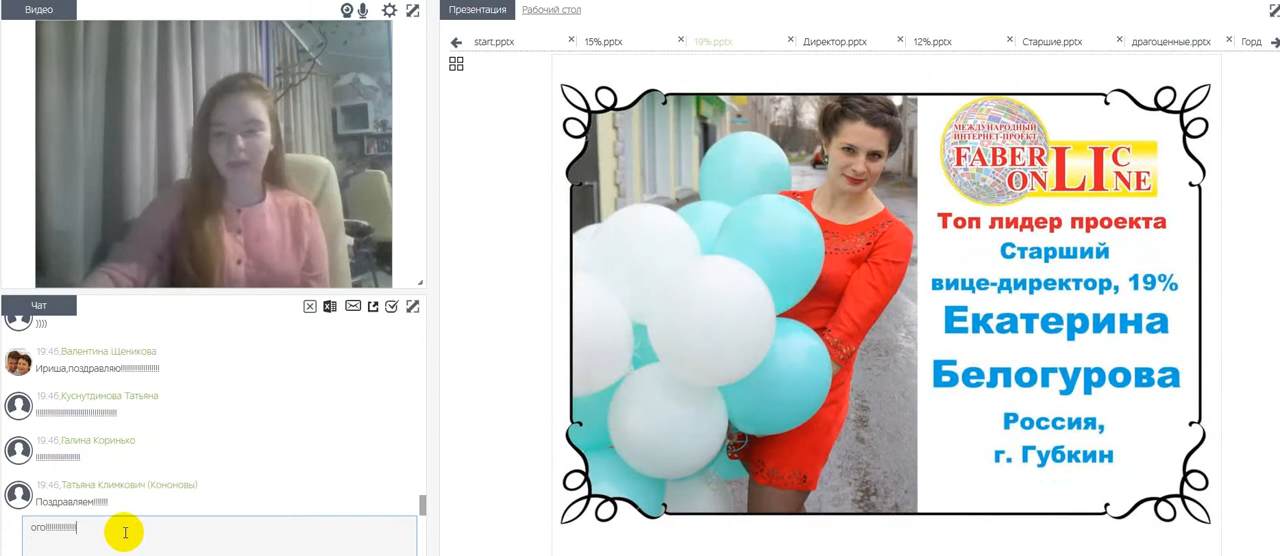 Видео
Презентация
Рабочий стол
start.pptx
15%.pptx
19%.pptx
Директор.pptx
12%.pptx
Старшие.pptx
драгоценные.pptx
Горд
МЕЖДУНАРОДНЫЙ
ИНТЕРНЕТ-ПРОЕКТ
FABERLIC
ONLINE
Топ лидер проекта
Старший
вице-директор, 19%
Екатерина
Белогурова
Россия,
г. Губкин
Чат
))))
19:46,Валентина Щеникова
Ириша,поздравляю!!!!!!!!!!!!!!!!!!!
19:46,Куснутдинова Татьяна
!!!!!!!!!!!!!!!!!!!!!!!!!!!!!!!!!!!!!!!
19:46,Галина Коринько
!!!!!!!!!!!!!!!!!!!!!
19:46,Татьяна Климкович (Кононовы)
Поздравляем!!!!!!!
ого!!!!!!!!!!!!!!!